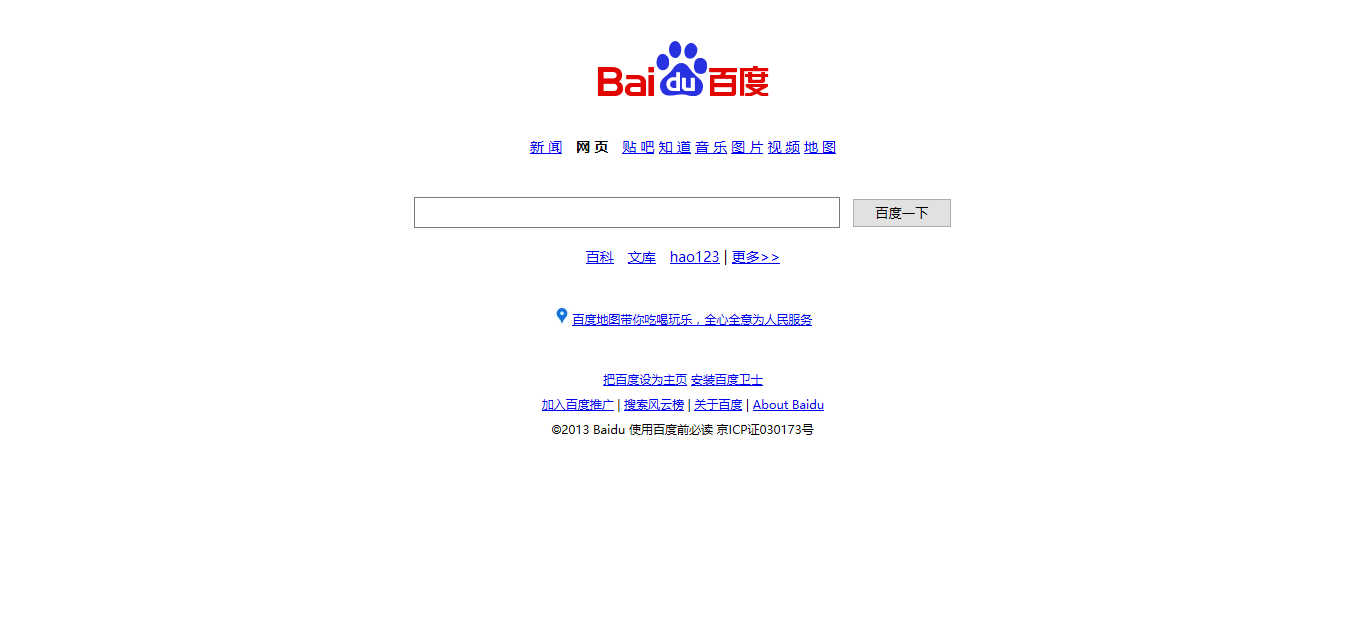 Bai du 百度
新 闻 网 页 贴 吧 知 道 音 乐 图 片 视 频 地 图
百度一下
百科 文库 hao123 | 更多>>
百度地图带你吃喝玩乐，全心全意为人民服务
把百度设为主页 安装百度卫士
加入百度推广 | 搜索风云榜 | 关于百度 | About Baidu
©2013 Baidu 使用百度前必读 京ICP证030173号